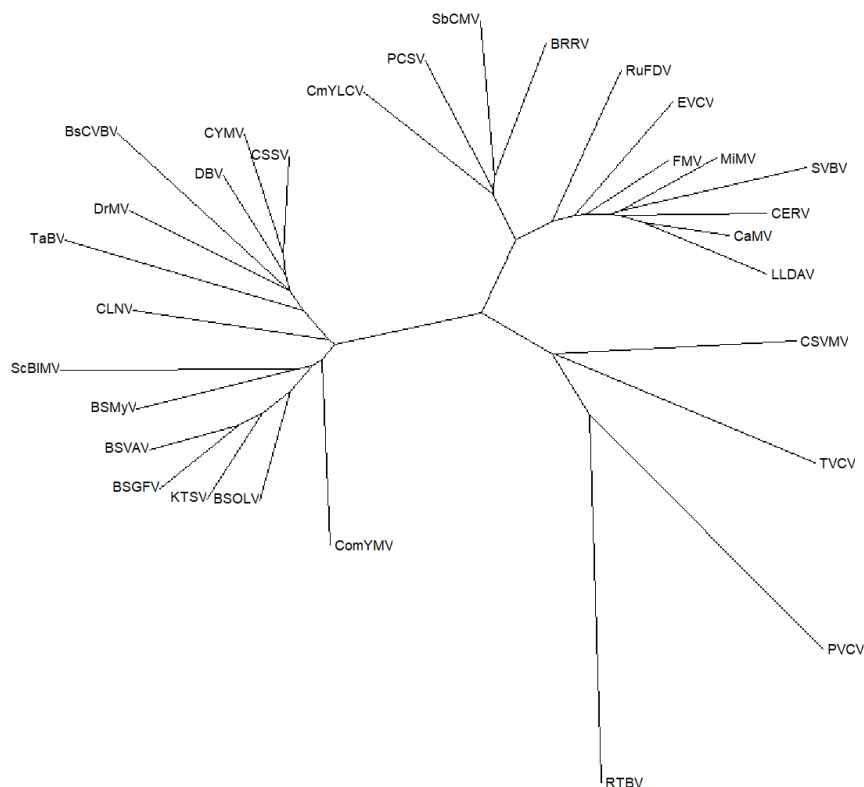 SbCMV
BRRV
PCSV
RuFDV
CmYLCV
EVCV
BsCVBV
CYMV
CSSV
FMV
MiMV
SVBV
DBV
DrMV
CERV
TaBV
CaMV
LLDAV
CLNV
CSVMV
ScBIMV
BSMyV
BSVAV
TVCV
BSGFV
KTSV
BSOLV
ComYMV
PVCV
RTBV